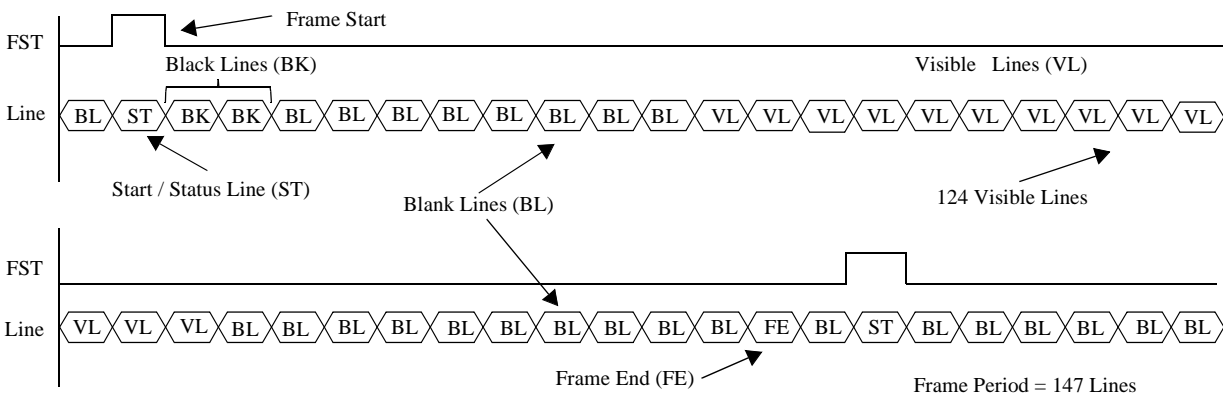 Frame Start
FST
Black Lines (BK)
Visible Lines (VL)
Line BL ST BK BK BL BL BL BL BL BL BL BL VL VL VL VL VL VL VL VL VL VL
Start / Status Line (ST)
Blank Lines (BL)
124 Visible Lines
FST
Line VL VL VL BL BL BL BL BL BL BL BL BL BL FE BL ST BL BL BL BL BL BL
Frame End (FE)
Frame Period = 147 Lines